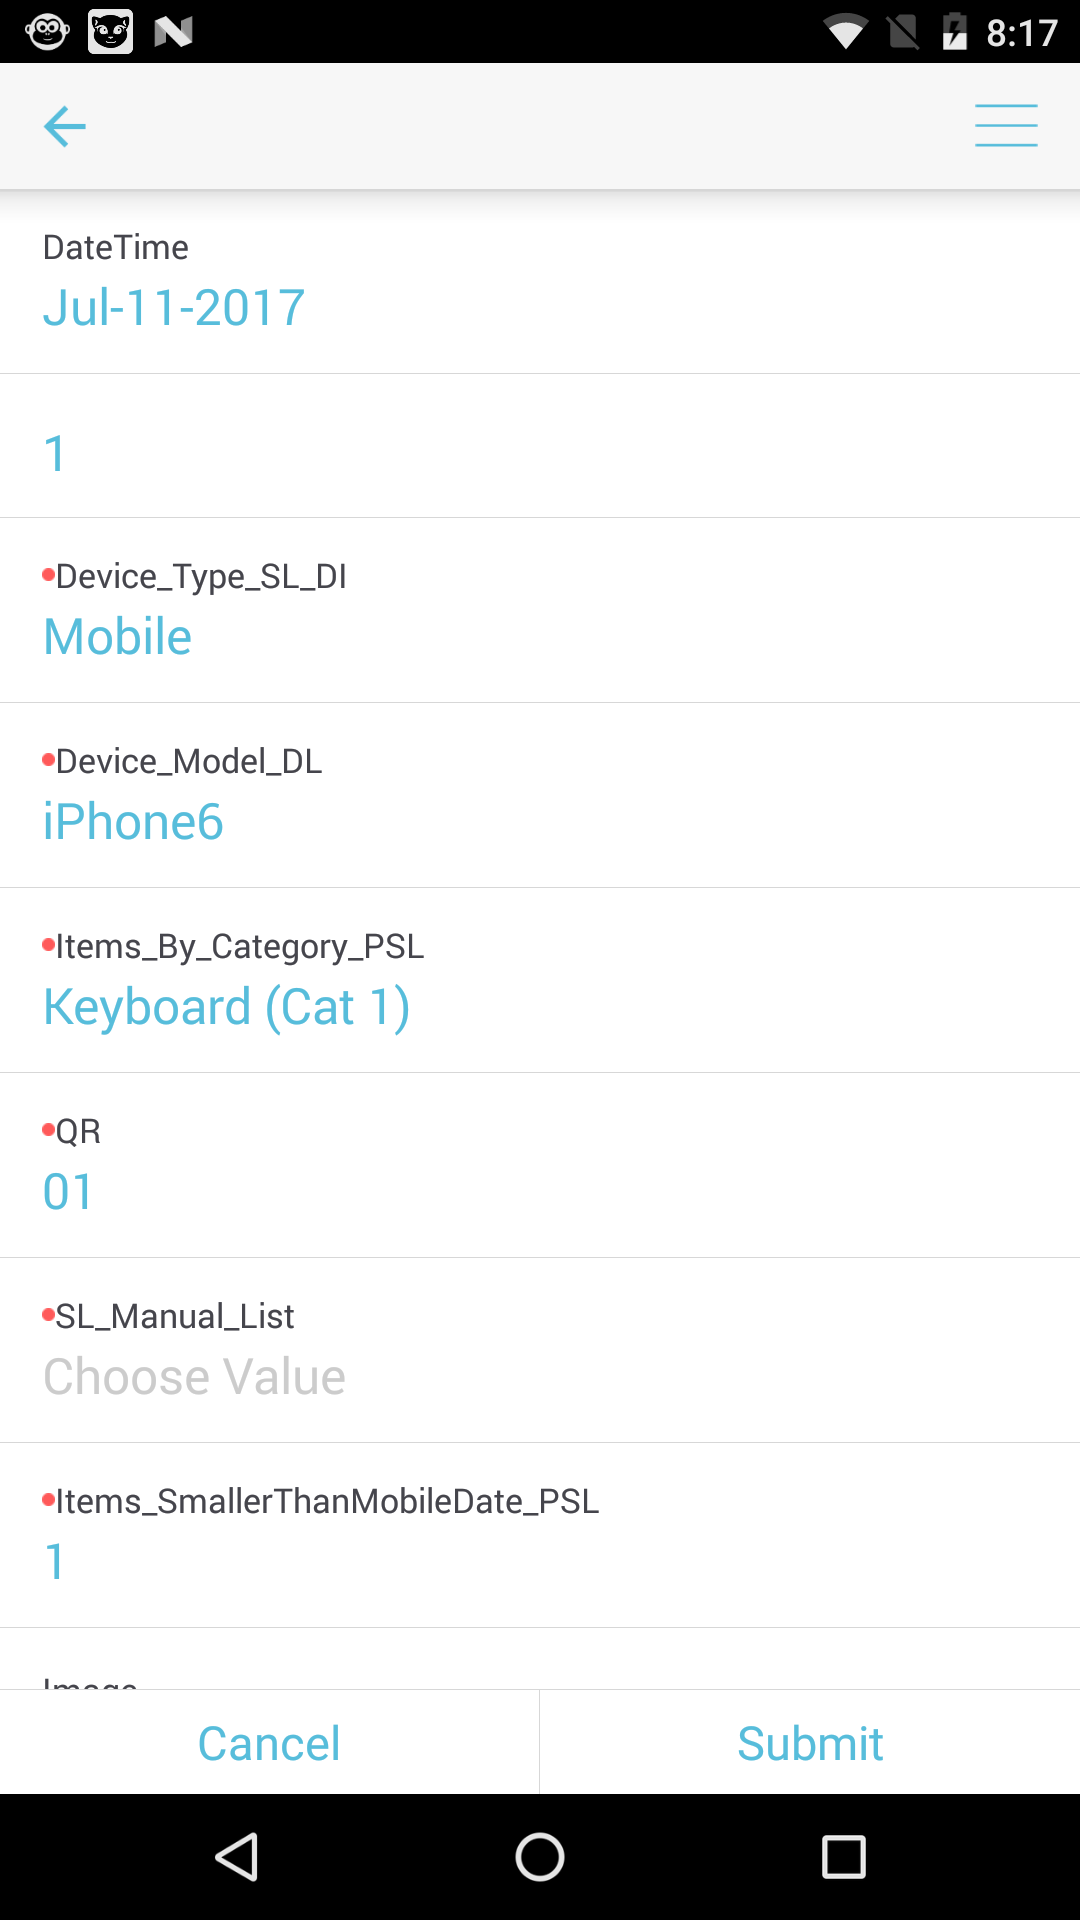 8:17
DateTime
Jul-11-2017
1
Device_Type_SL_DI
Mobile
Device_Model_DL
iPhone6
Items_By_Category_PSL
Keyboard (Cat 1)
QR
01
SL_Manual_List
Choose Value
Items_SmallerThanMobileDate_PSL
1
Image
Cancel
Submit